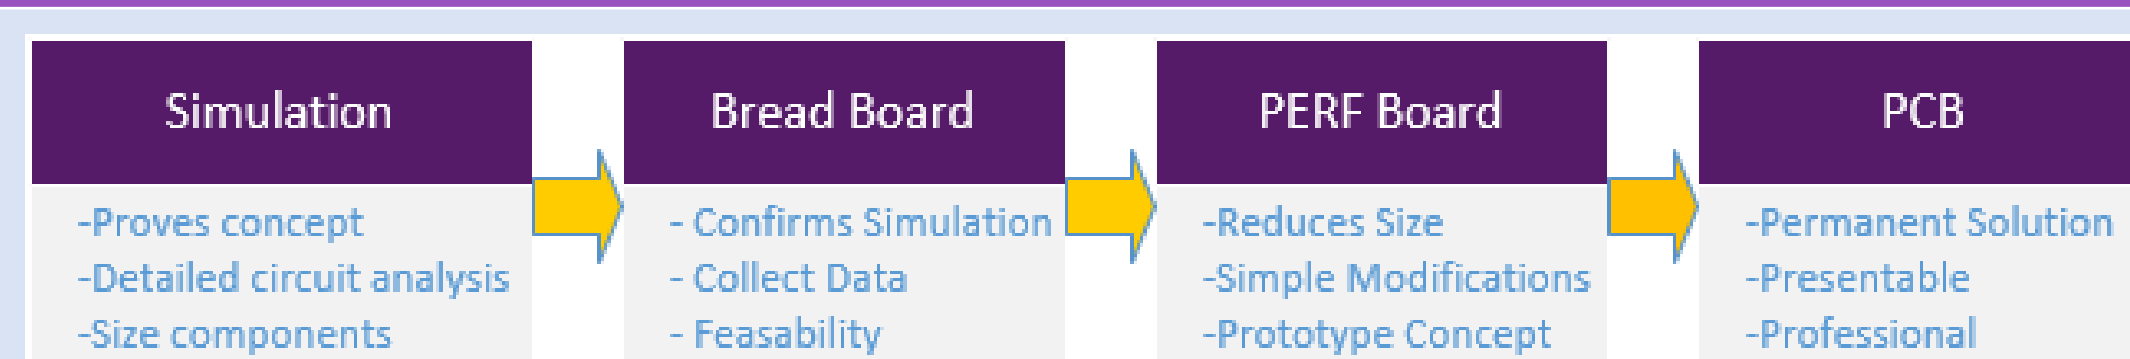 Simulation
-Proves concept
-Detailed circuit analysis
-Size components
Bread Board
- Confirms Simulation
- Collect Data
- Feasability
PERF Board
-Reduces Size
-Simple Modifications
-Prototype Concept
PCB
-Permanent Solution
-Presentable
-Professional